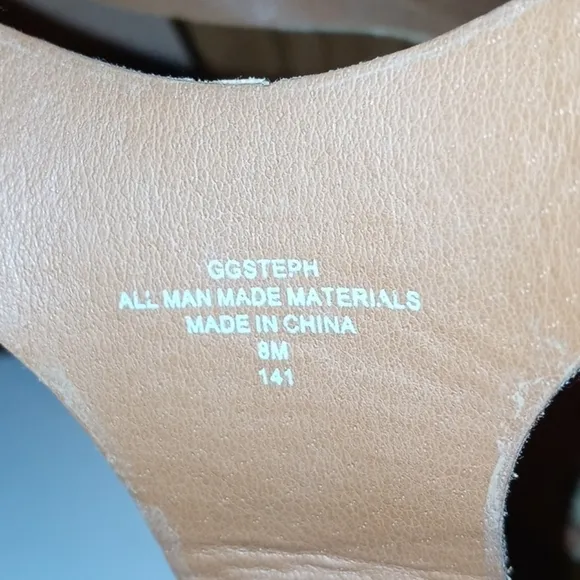 GGSTEPH
ALL MAN MADE MATERIALS
MADE IN CHINA
8M
141